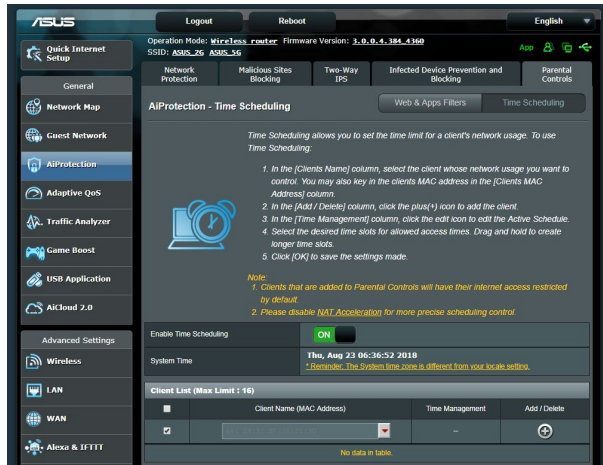 ASUS
Logout
Reboot
English
Operation Mode: Wireless router Firmware Version: 3.0.0.4.384_4360
SSID: ASUS_2G ASUS_5G
App
Quick Internet
Setup
General
Network Map
Guest Network
AiProtection
Adaptive QoS
Traffic Analyzer
Game Boost
USB Application
AiCloud 2.0
Advanced Settings
Wireless
LAN
WAN
Alexa & IFTTT
Network
Protection
Malicious Sites
Blocking
Two-Way
IPS
Infected Device Prevention and
Blocking
Parental
Controls
AiProtection - Time Scheduling
Web & Apps Filters
Time Scheduling
Time Scheduling allows you to set the time limit for a client's network usage. To use
Time Scheduling:
1. In the [Clients Name] column, select the client whose network usage you want to
control. You may also key in the clients MAC address in the [Clients
MAC
Address] column.
2. In the [Add / Delete] column, click the plus(+) icon to add the client.
3. In the [Time Management] column, click the edit icon to edit the Active Schedule.
4. Select the desired time slots for allowed access times. Drag and hold to create
longer time slots.
5. Click [OK] to save the settings made.
Note:
1. Clients that are added to Parental Controls will have their internet access restricted
by default.
2. Please disable NAT Acceleration for more precise scheduling control.
Enable Time Scheduling
ON
System Time
Thu, Aug 23 06:36:52 2018
* Reminder: The System time zone is different from your locale setting.
Client List (Max Limit : 16)
Client Name (MAC Address)
Time Management
Add / Delete
–
No data in table.